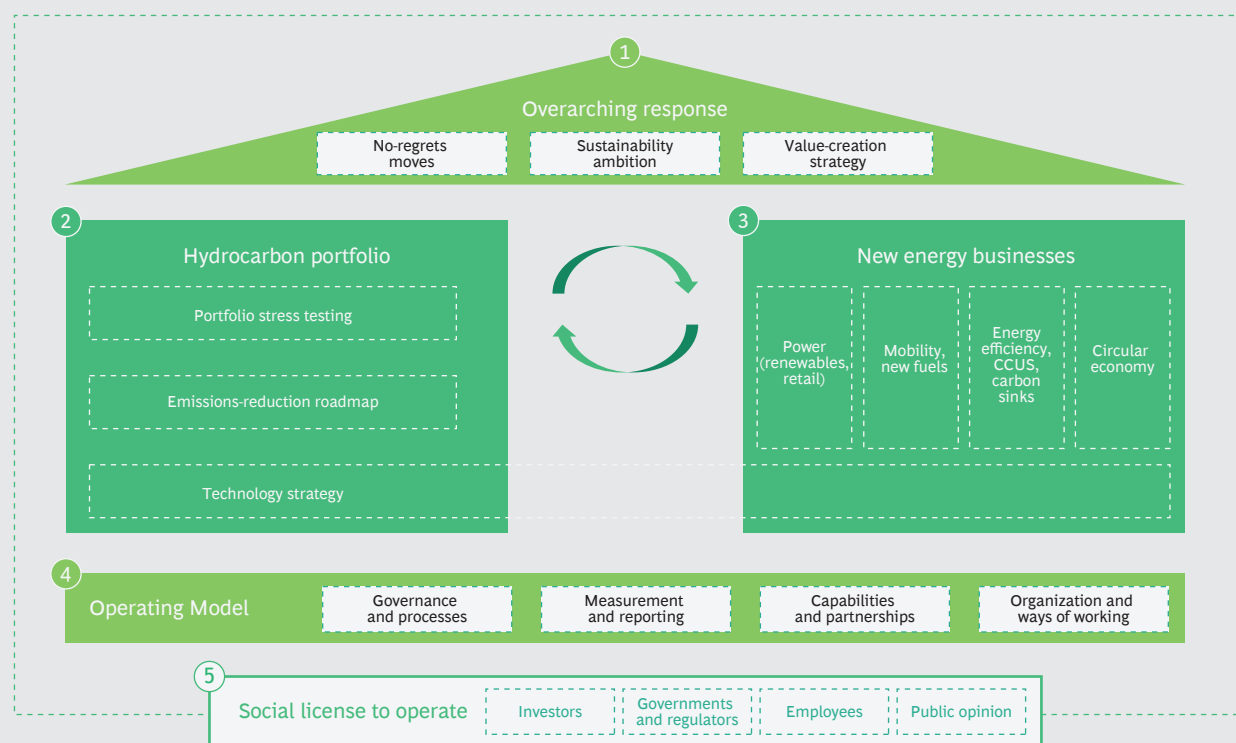 1
Overarching response
No-regrets
moves
Sustainability
ambition
Value-creation
strategy
2
Hydrocarbon portfolio
Portfolio stress testing
Emissions-reduction roadmap
Technology strategy
3
New energy businesses
Power
(renewables,
retail)
Mobility,
new fuels
Energy
efficiency,
CCUS,
carbon
sinks
Circular
economy
4
Operating Model
Governance
and processes
Measurement
and reporting
Capabilities
and partnerships
Organization and
ways of working
5
Social license to operate
Investors
Governments
and regulators
Employees
Public opinion